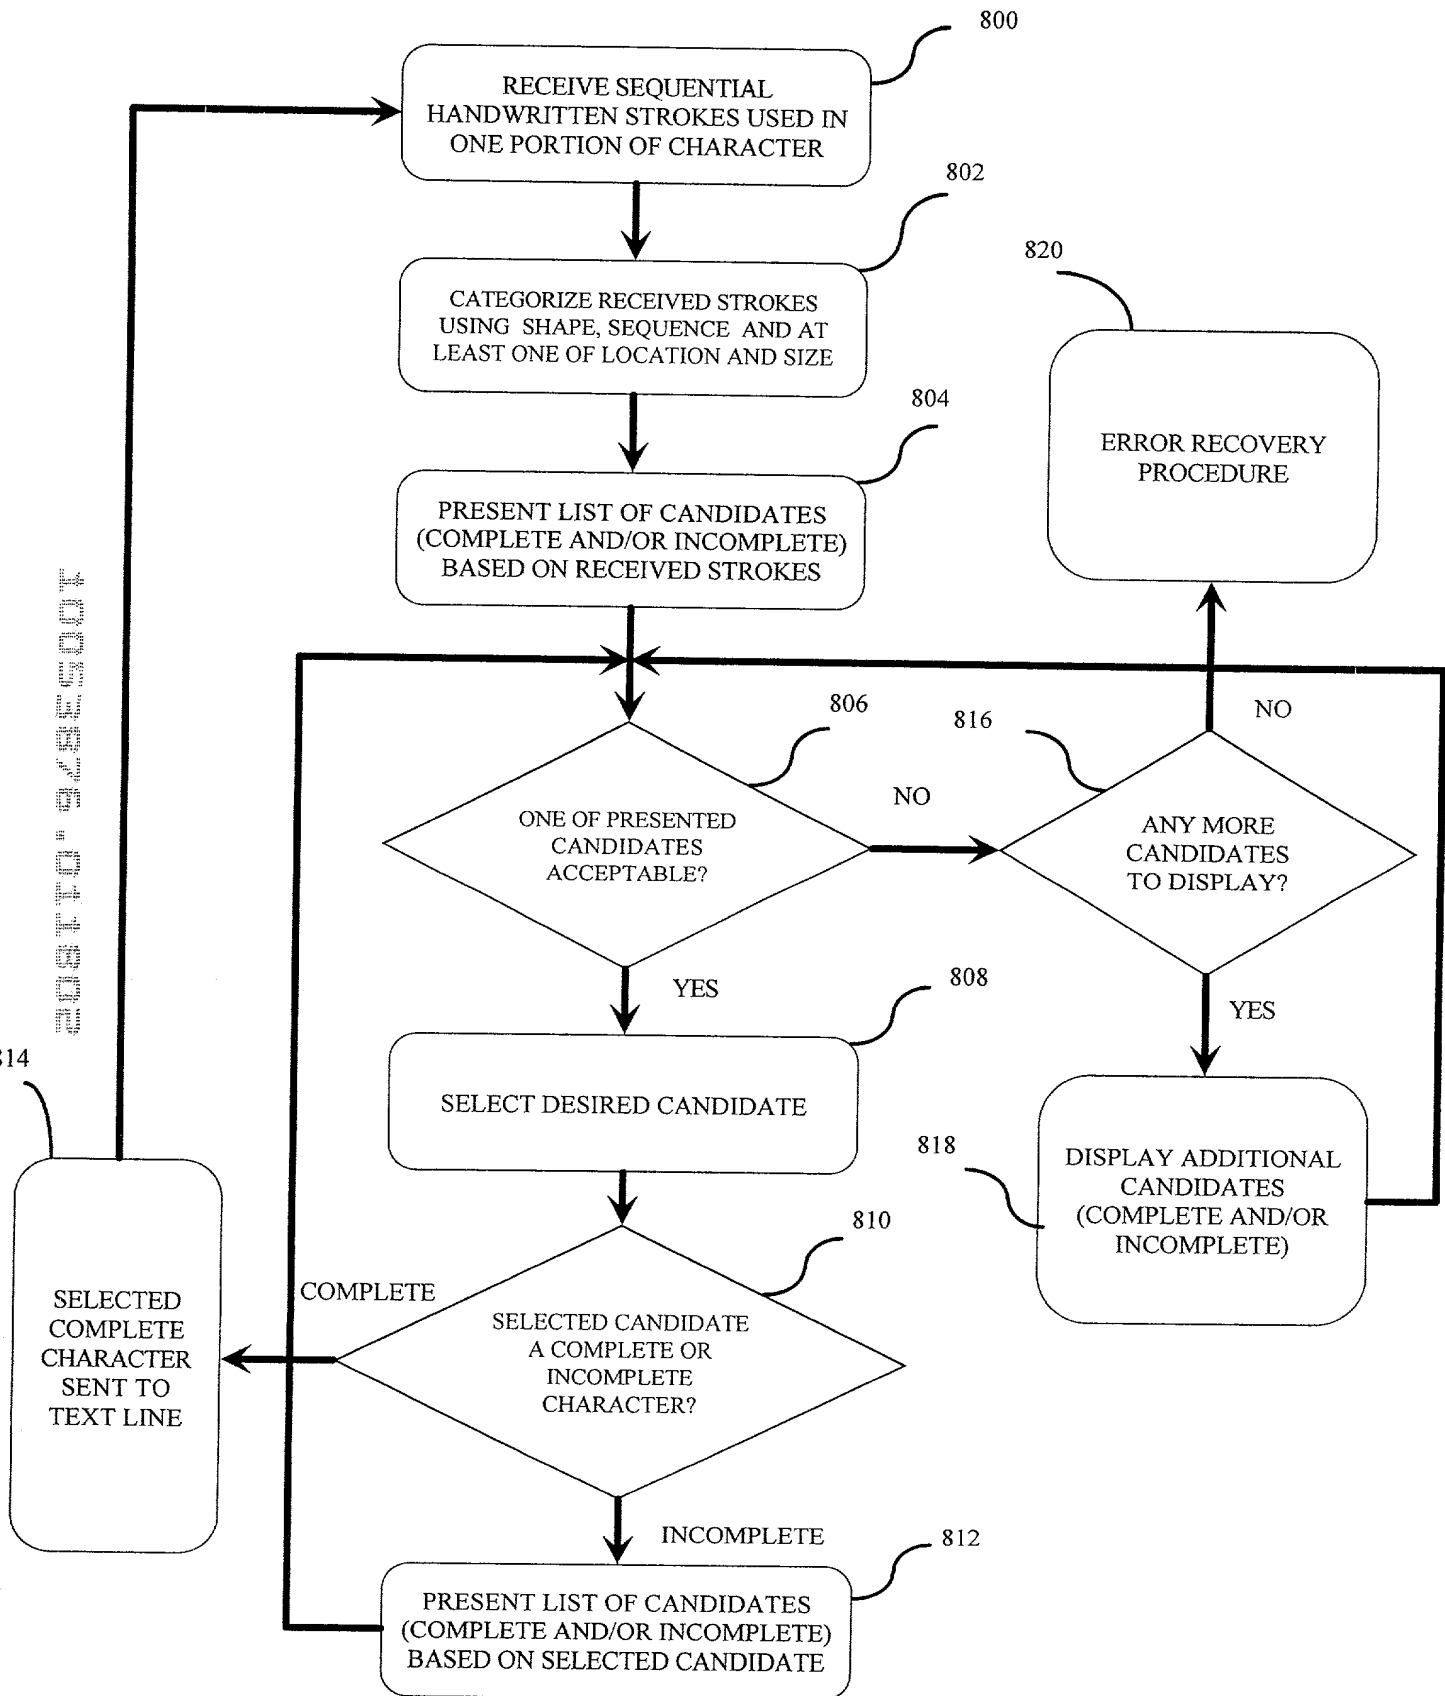 800
RECEIVE SEQUENTIAL
HANDWRITTEN STROKES USED IN
ONE PORTION OF CHARACTER
802
CATEGORIZE RECEIVED STROKES
USING SHAPE, SEQUENCE AND AT
LEAST ONE OF LOCATION AND SIZE
820
ERROR RECOVERY
PROCEDURE
804
PRESENT LIST OF CANDIDATES
(COMPLETE AND/OR INCOMPLETE)
BASED ON RECEIVED STROKES
10053876.011802
806
ONE OF PRESENTED
CANDIDATES
ACCEPTABLE?
NO
816
NO
ANY MORE
CANDIDATES
TO DISPLAY?
YES
808
SELECT DESIRED CANDIDATE
YES
818
DISPLAY ADDITIONAL
CANDIDATES
(COMPLETE AND/OR
INCOMPLETE)
814
SELECTED
COMPLETE
CHARACTER
SENT TO
TEXT LINE
COMPLETE
810
SELECTED CANDIDATE
A COMPLETE OR
INCOMPLETE
CHARACTER?
INCOMPLETE
812
PRESENT LIST OF CANDIDATES
(COMPLETE AND/OR INCOMPLETE)
BASED ON SELECTED CANDIDATE